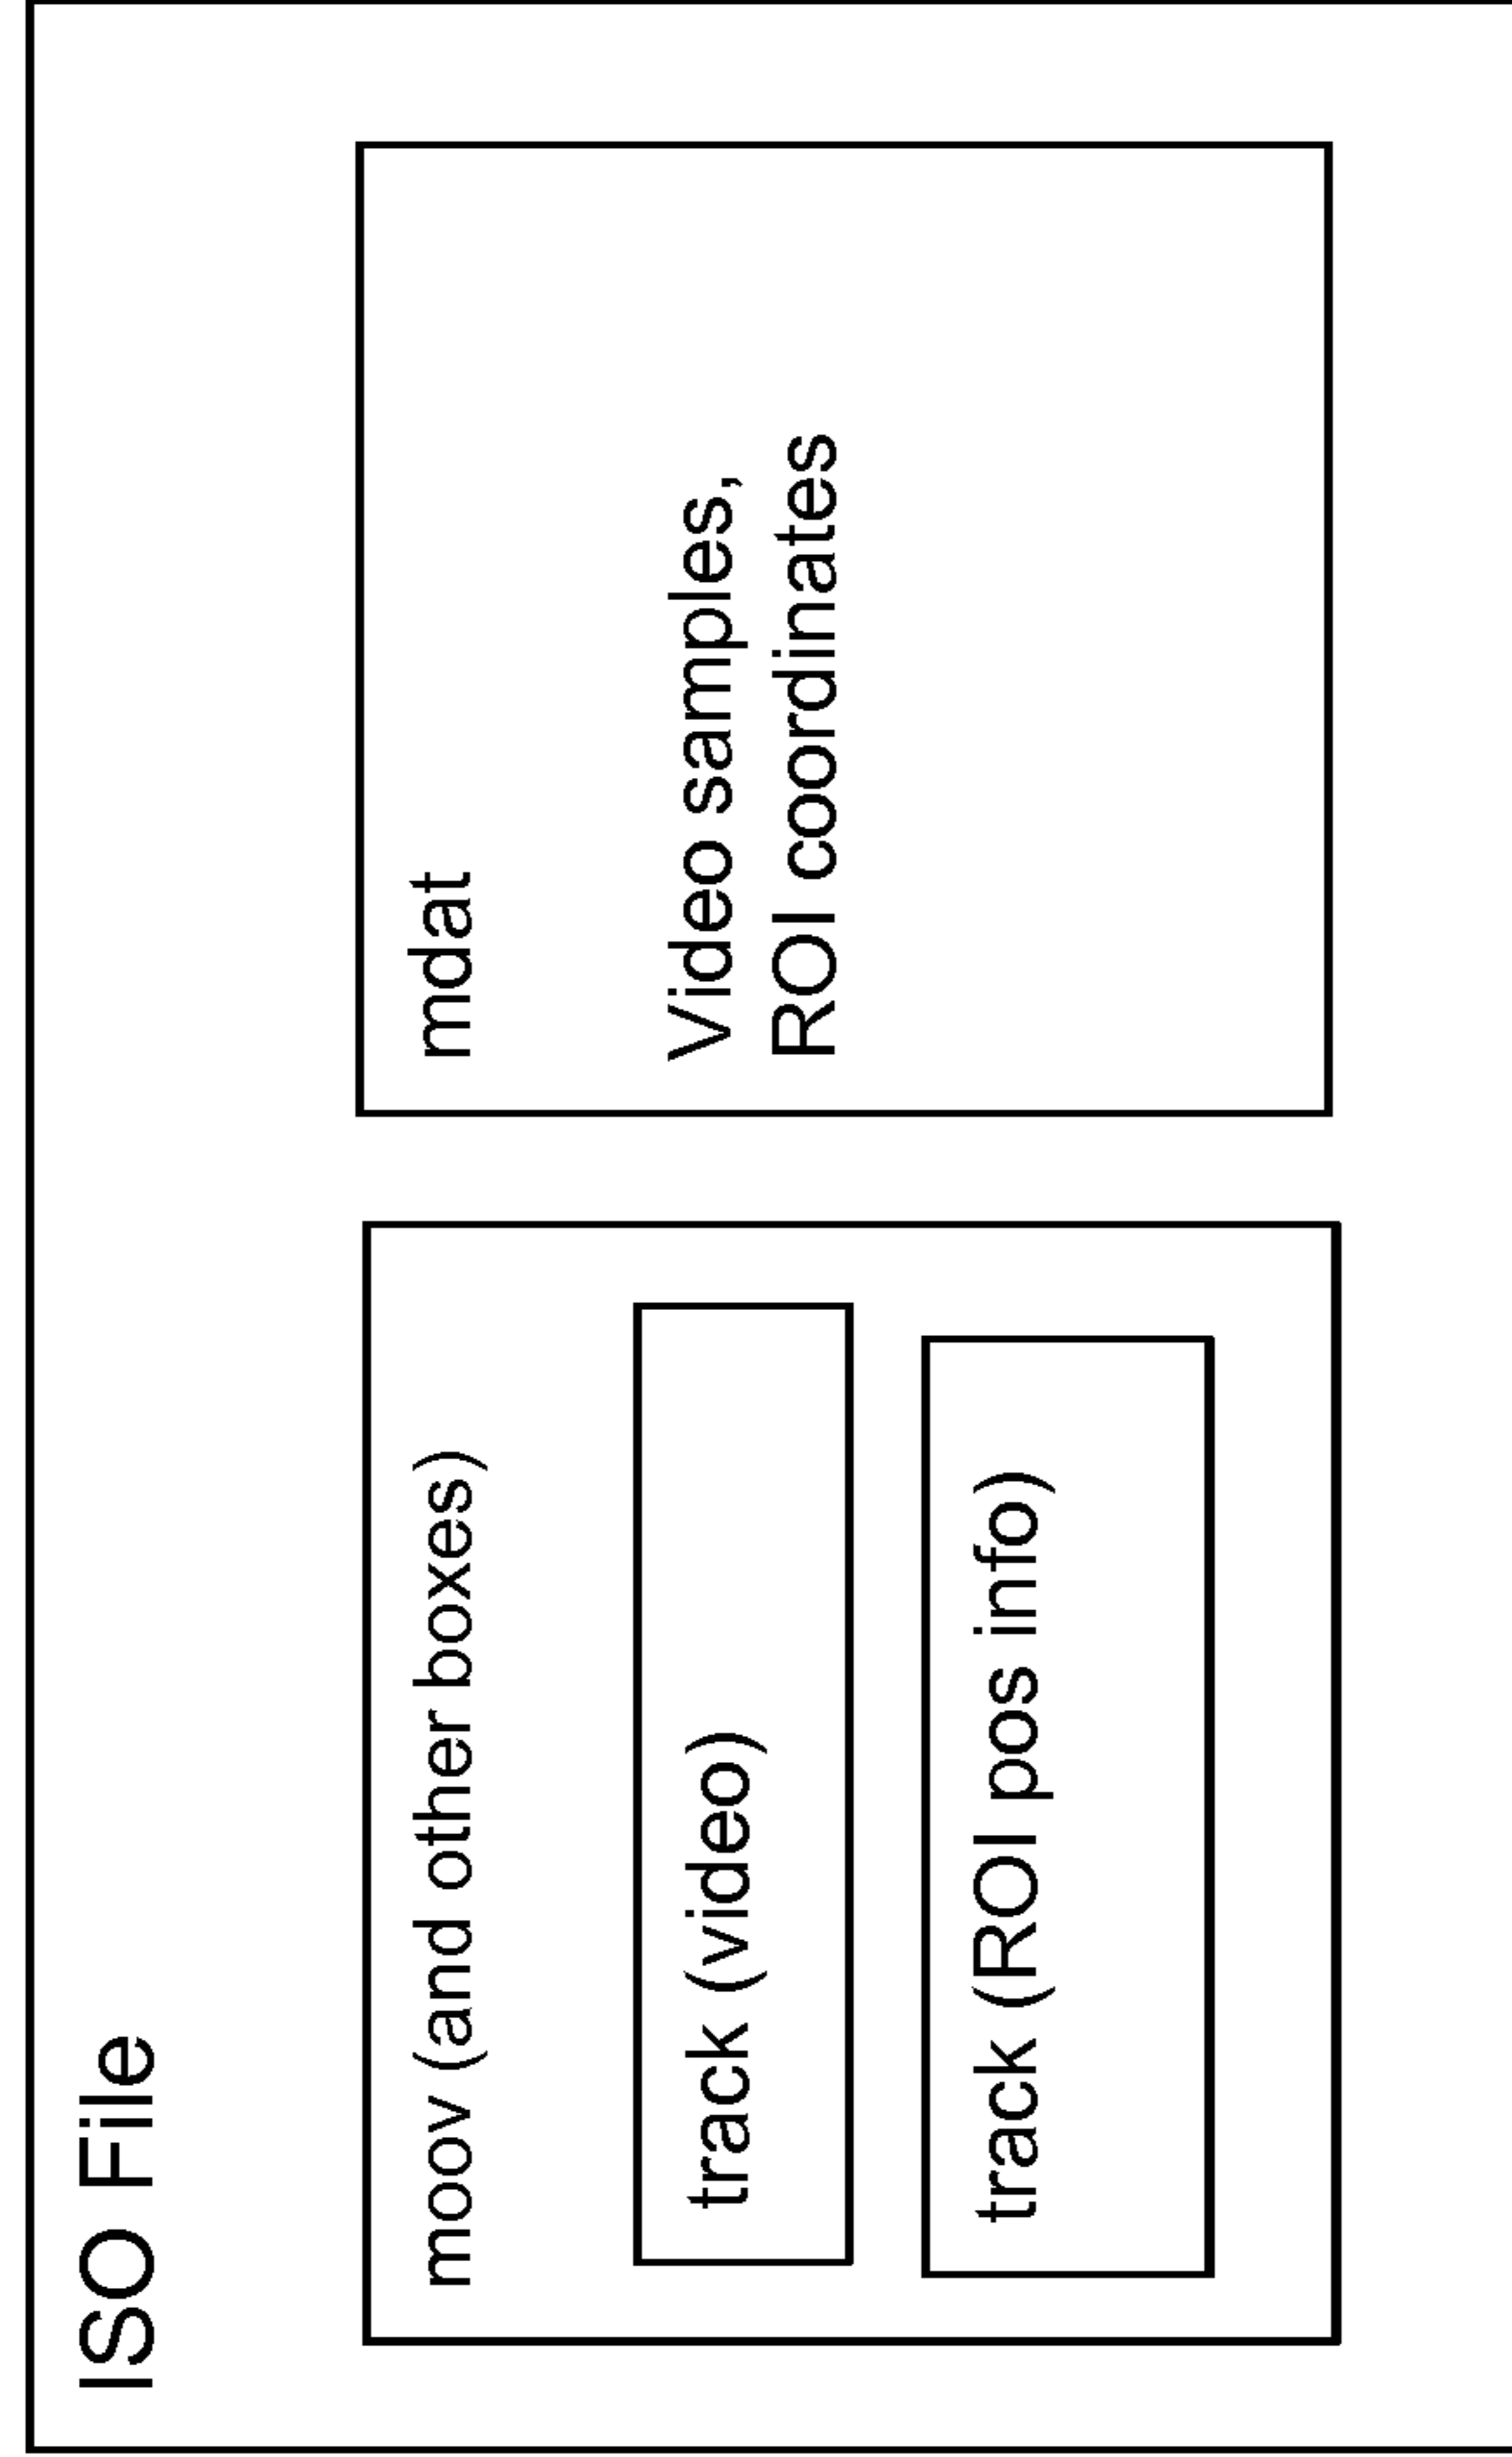 ISO File
moov (and other boxes)
track (video)
track (ROI pos info)
mdat
Video samples,
ROI coordinates